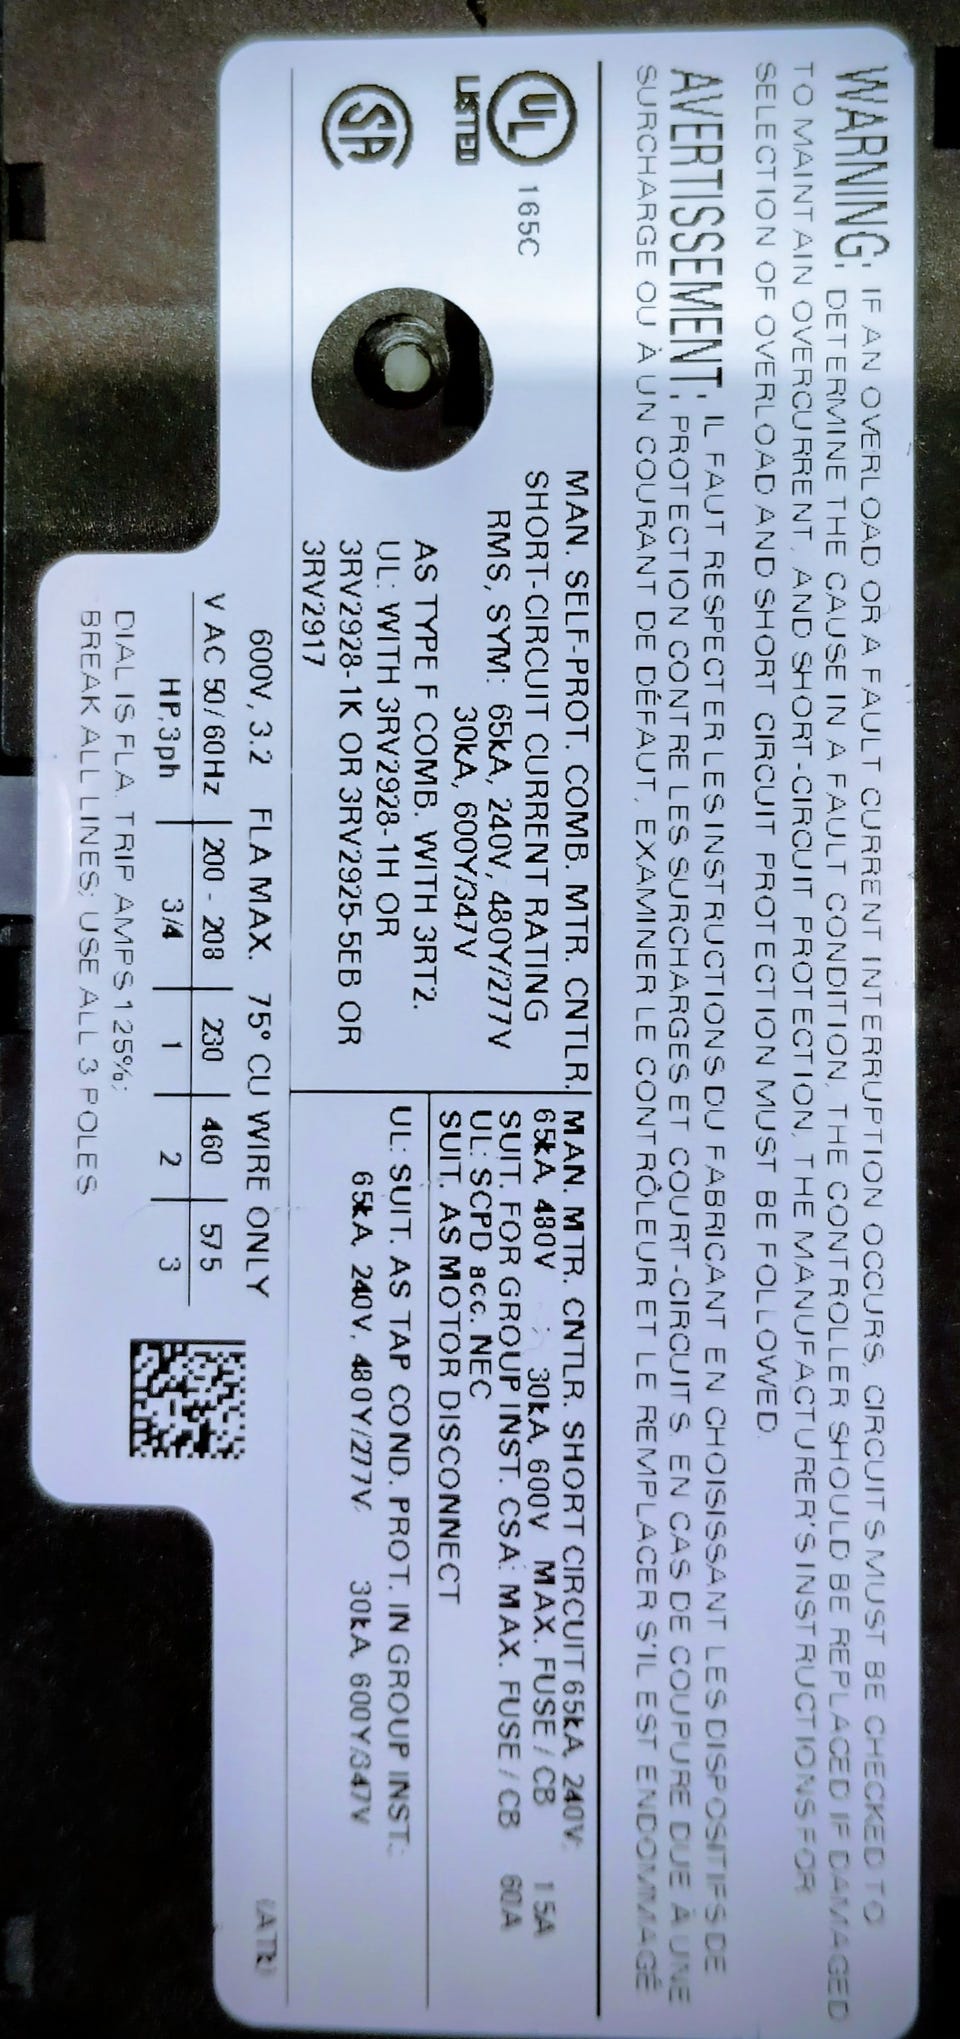 WARNING: IF AN OVERLOAD OR A FAULT CURRENT INTERRUPTION OCCURS, CIRCUITS MUST BE CHECKED TO
DETERMINE THE CAUSE IN A FAULT CONDITION, THE CONTROLLER SHOULD BE REPLACED IF DAMAGED
TO MAINTAIN OVERCURRENT, AND SHORT-CIRCUIT PROTECTION, THE MANUFACTURER'S INSTRUCTIONS FOR
SELECTION OF OVERLOAD AND SHORT CIRCUIT PROTECTION MUST BE FOLLOWED.
AVERTISSEMENT: IL FAUT RESPECTER LES INSTRUCTIONS DU FABRICANT EN CHOISISSANT LES DISPOSITIFS DE
PROTECTION CONTRE LES SURCHARGES ET COURT-CIRCUITS. EN CAS DE COUPURE DUE À UNE
SURCHARGE OU À UN COURANT DE DÉFAUT, EXAMINER LE CONTRÔLEUR ET LE REMPLACER S'IL EST ENDOMMAGÉ
UL
LISTED
165C
SA
MAN. SELF-PROT. COMB. MTR. CNTLR.
SHORT-CIRCUIT CURRENT RATING
RMS, SYM: 65kA, 240V, 480Y/277V
30kA, 600Y/347V
AS TYPE F COMB. WITH 3RT2.
UL: WITH 3RV2928-1H OR
3RV2928-1K OR 3RV2925-5EB OR
3RV2917
MAN. MTR. CNTLR. SHORT CIRCUIT 65kA, 240V;
65kA, 480V ; 30kA, 600V MAX. FUSE / CB 15A
SUIT. FOR GROUP INST. CSA: MAX. FUSE / CB 60A
UL: SCPD acc. NEC
SUIT. AS MOTOR DISCONNECT
UL: SUIT. AS TAP COND. PROT. IN GROUP INST.:
65kA, 240V, 480Y/277V; 30kA, 600Y/347V
600V, 3.2 FLA MAX. 75° CU WIRE ONLY
V AC 50/60Hz 200 - 208 230 460 575
HP, 3ph 3/4 1 2 3
DIAL IS FLA. TRIP AMPS 125%;
BREAK ALL LINES; USE ALL 3 POLES